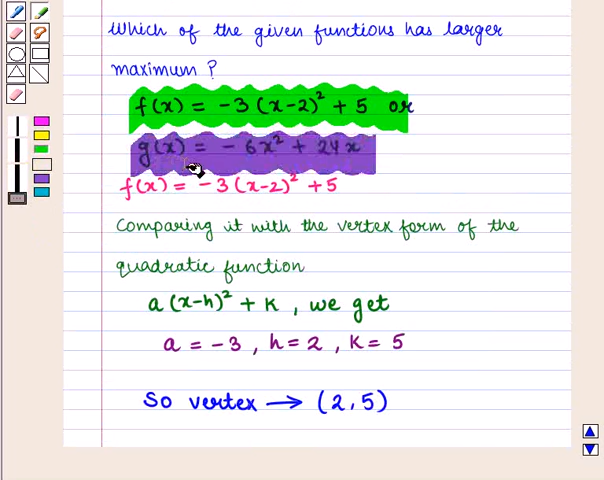 Which of the given functions has larger
maximum ?
f(x) = -3 (x-2)² + 5 or
g(x) = - 6x² + 24x
f(x) = -3 (x-2)² + 5
Comparing it with the vertex form of the
quadratic function
a (x-h)² + k , we get
a = -3 , h = 2 , k = 5
So vertex → (2,5)